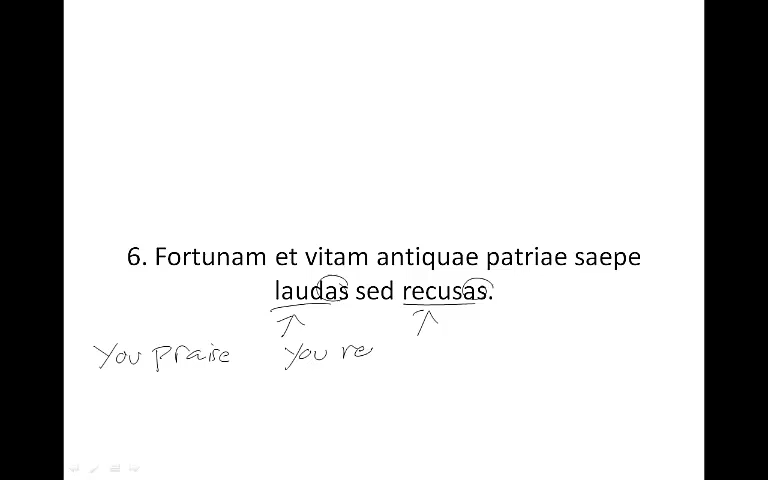 6. Fortunam et vitam antiquae patriae saepe
laudas sed recusas.
You praise you re